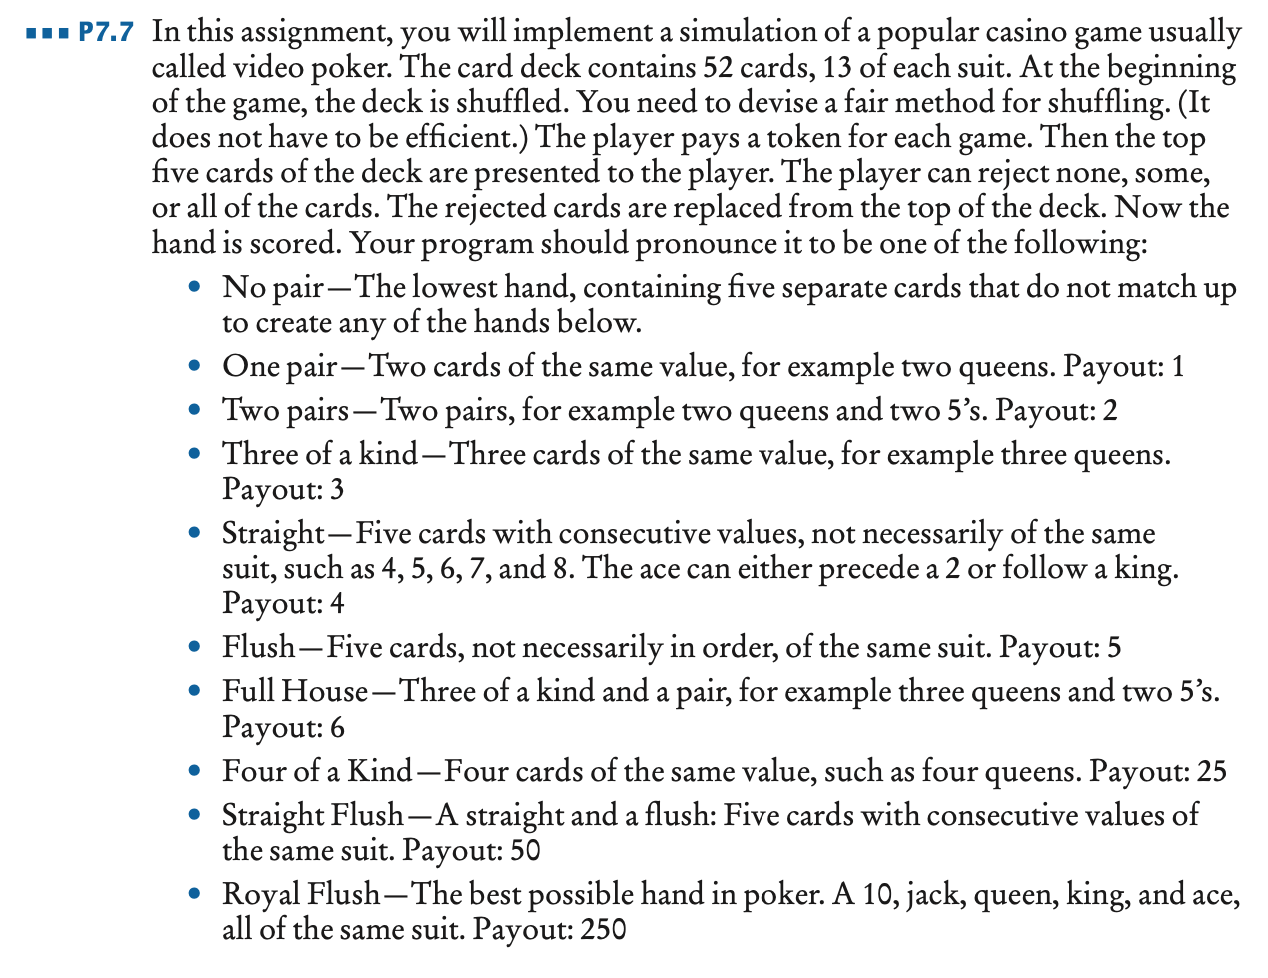 P7.7 In this assignment, you will implement a simulation of a popular casino game usually
called video poker. The card deck contains 52 cards, 13 of each suit. At the beginning
of the game, the deck is shuffled. You need to devise a fair method for shuffling. (It
does not have to be efficient.) The player pays a token for each game. Then the top
five cards of the deck are presented to the player. The player can reject none, some,
or all of the cards. The rejected cards are replaced from the top of the deck. Now the
hand is scored. Your program should pronounce it to be one of the following:
• No pair—The lowest hand, containing five separate cards that do not match up
to create any of the hands below.
• One pair—Two cards of the same value, for example two queens. Payout: 1
• Two pairs—Two pairs, for example two queens and two 5’s. Payout: 2
• Three of a kind—Three cards of the same value, for example three queens.
Payout: 3
• Straight—Five cards with consecutive values, not necessarily of the same
suit, such as 4, 5, 6, 7, and 8. The ace can either precede a 2 or follow a king.
Payout: 4
• Flush—Five cards, not necessarily in order, of the same suit. Payout: 5
• Full House—Three of a kind and a pair, for example three queens and two 5’s.
Payout: 6
• Four of a Kind—Four cards of the same value, such as four queens. Payout: 25
• Straight Flush—A straight and a flush: Five cards with consecutive values of
the same suit. Payout: 50
• Royal Flush—The best possible hand in poker. A 10, jack, queen, king, and ace,
all of the same suit. Payout: 250